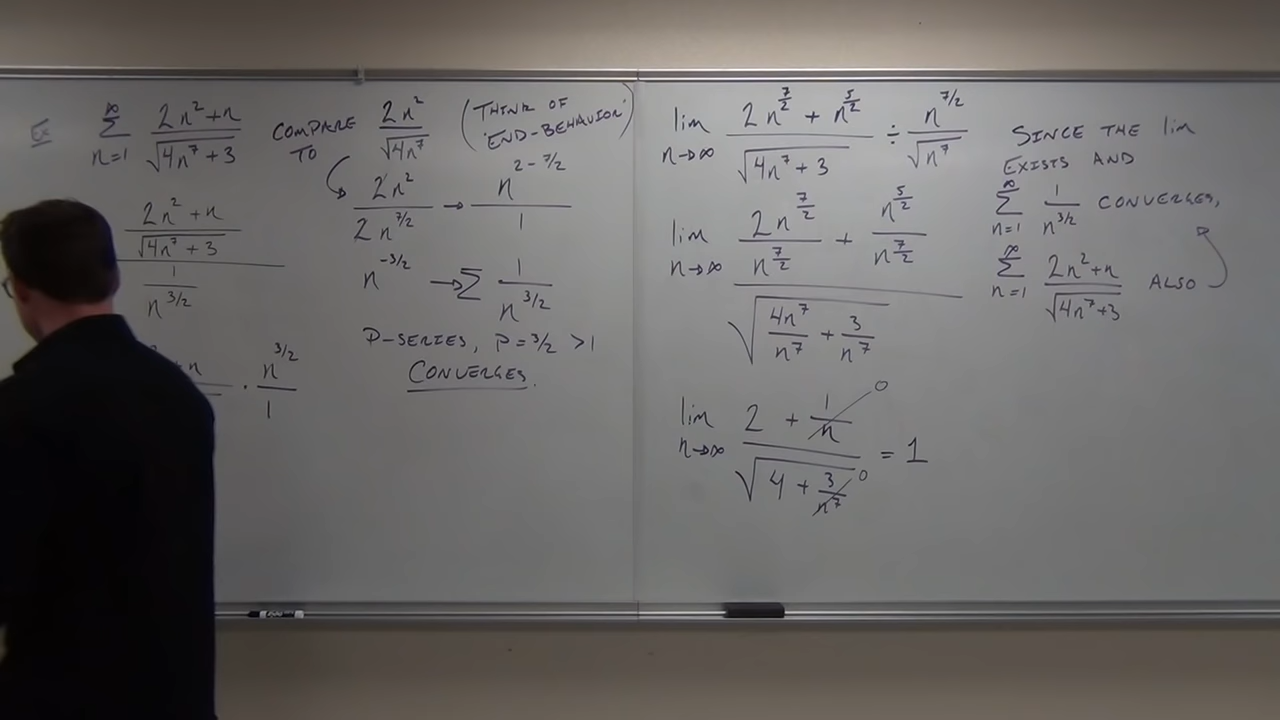 Ex ∞ Σ n=1 2n² + n / √4n⁷ + 3 COMPARE TO 2n² / √4n⁷ (THINK OF "END-BEHAVIOR")
2n² / 2n^7/2 → n^2 - 7/2 / 1
2n² + n / √4n⁷ + 3 / 1 / n^3/2
n^-3/2 → Σ 1 / n^3/2
P-SERIES, P = 3/2 > 1
CONVERGES.
+ n · n^3/2 / 1
lim n→∞ 2n^7/2 + n^5/2 / √4n⁷ + 3 ÷ n^7/2 / √n⁷
lim n→∞ 2n^7/2 / n^7/2 + n^5/2 / n^7/2 / √4n⁷ / n⁷ + 3 / n⁷
lim n→∞ 2 + 1 / n 0 / √4 + 3 / n⁷ 0 = 1
SINCE THE lim
EXISTS AND
∞ Σ n=1 1 / n^3/2 CONVERGES,
∞ Σ n=1 2n² + n / √4n⁷ + 3 ALSO